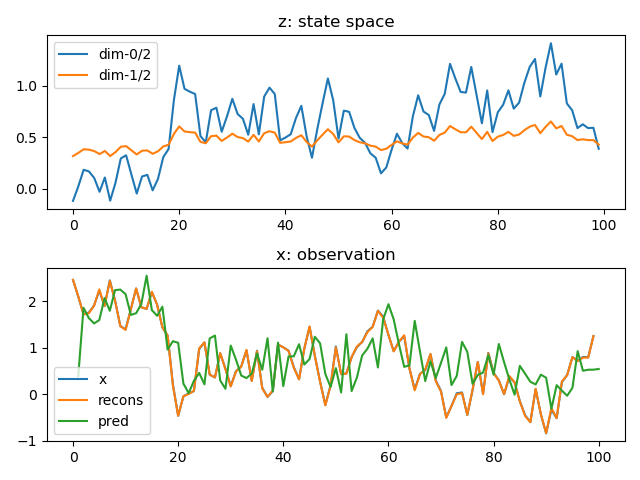 z: state space
dim-0/2
dim-1/2
1.0
0.5
0.0
0 20 40 60 80 100
x: observation
2
1
0
−1
x
recons
pred
0 20 40 60 80 100